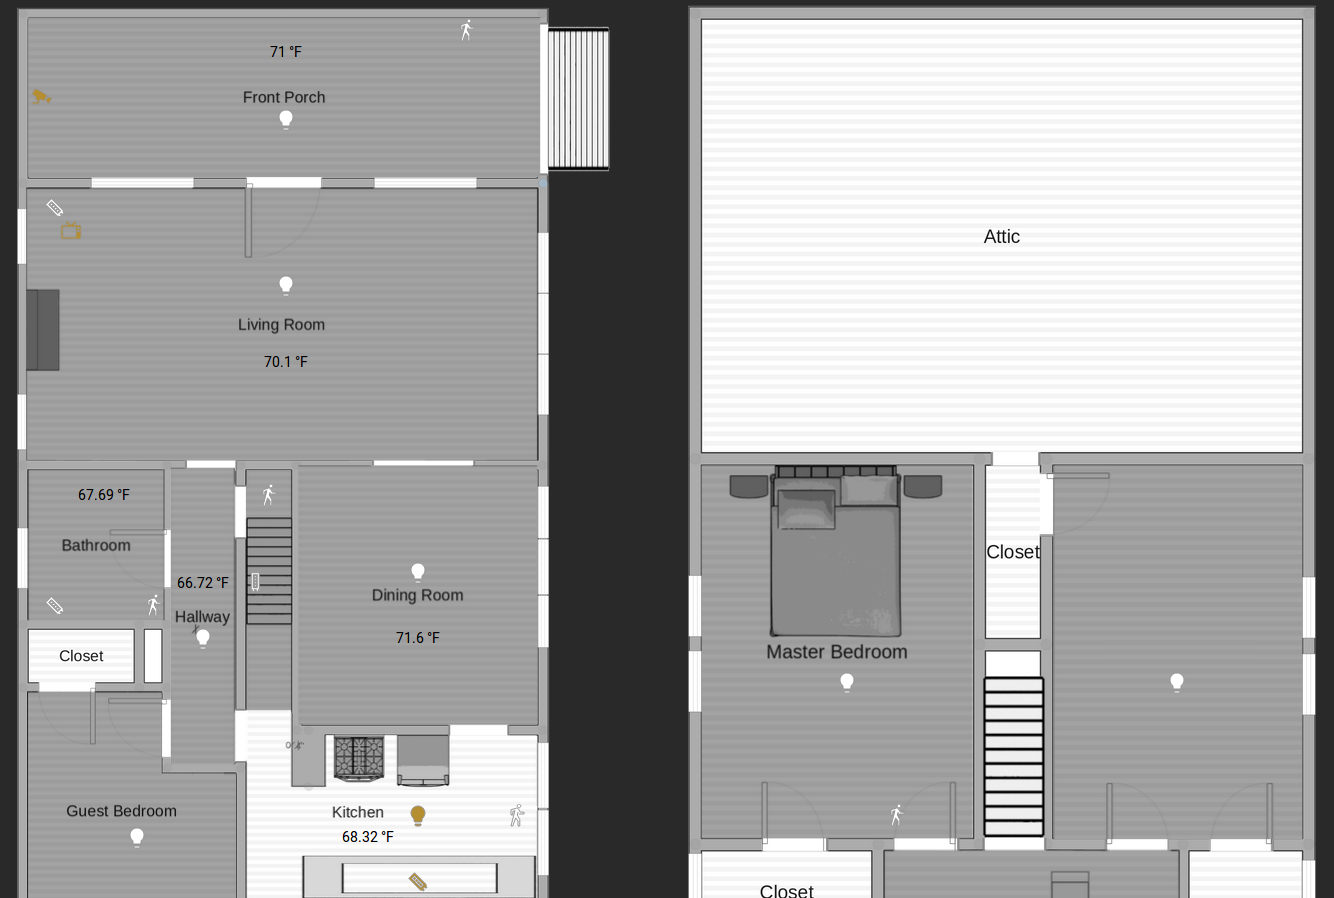 71 °F
Front Porch
Living Room
70.1 °F
67.69 °F
Bathroom
66.72 °F
Hallway
Closet
Dining Room
71.6 °F
Guest Bedroom
Kitchen
68.32 °F
Attic
Closet
Master Bedroom
Closet